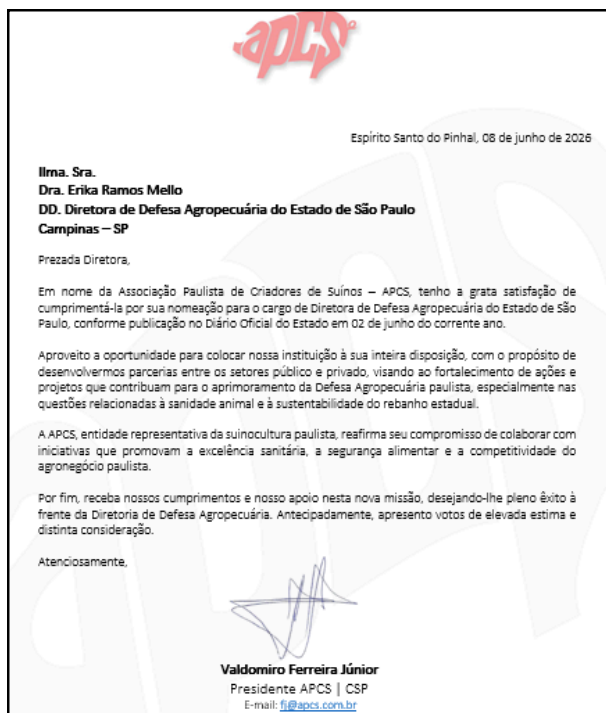 apcs
Espírito Santo do Pinhal, 08 de junho de 2026
Ilma. Sra.
Dra. Erika Ramos Mello
DD. Diretora de Defesa Agropecuária do Estado de São Paulo
Campinas – SP
Prezada Diretora,
Em nome da Associação Paulista de Criadores de Suínos – APCS, tenho a grata satisfação de
cumprimentá-la por sua nomeação para o cargo de Diretora de Defesa Agropecuária do Estado de São
Paulo, conforme publicação no Diário Oficial do Estado em 02 de junho do corrente ano.
Aproveito a oportunidade para colocar nossa instituição à sua inteira disposição, com o propósito de
desenvolvermos parcerias entre os setores público e privado, visando ao fortalecimento de ações e
projetos que contribuam para o aprimoramento da Defesa Agropecuária paulista, especialmente nas
questões relacionadas à sanidade animal e à sustentabilidade do rebanho estadual.
A APCS, entidade representativa da suinocultura paulista, reafirma seu compromisso de colaborar com
iniciativas que promovam a excelência sanitária, a segurança alimentar e a competitividade do
agronegócio paulista.
Por fim, receba nossos cumprimentos e nosso apoio nesta nova missão, desejando-lhe pleno êxito à
frente da Diretoria de Defesa Agropecuária. Antecipadamente, apresento votos de elevada estima e
distinta consideração.
Atenciosamente,
Valdomiro Ferreira Júnior
Presidente APCS | CSP
E-mail: fj@apcs.com.br